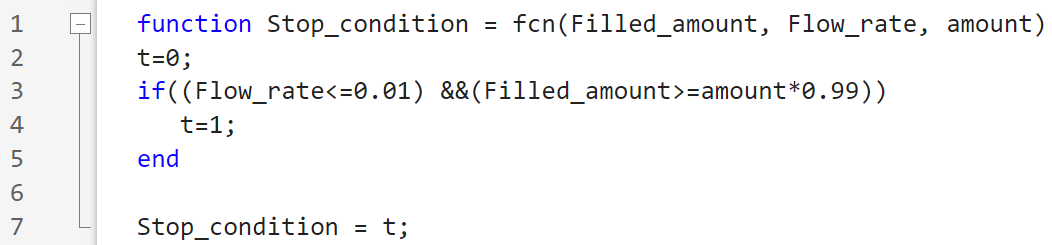 1 function Stop_condition = fcn(Filled_amount, Flow_rate, amount)
2 t=0;
3 if((Flow_rate<=0.01) &&(Filled_amount>=amount*0.99))
4 t=1;
5 end
6
7 Stop_condition = t;